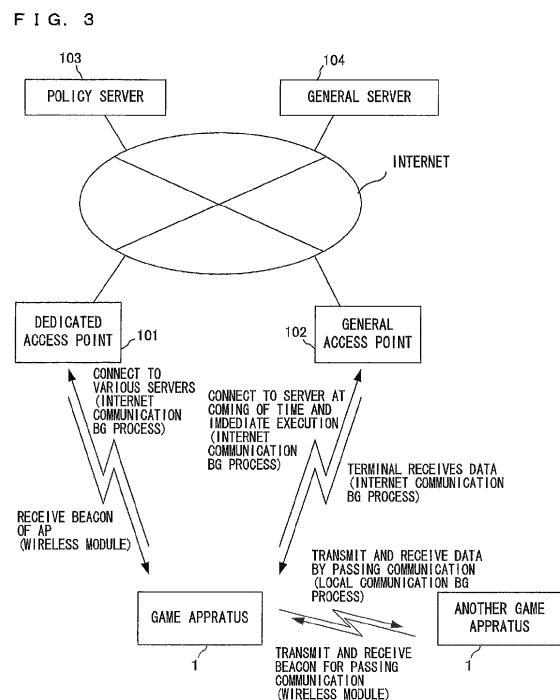 FIG. 3
103
104
POLICY SERVER
GENERAL SERVER
INTERNET
DEDICATED
ACCESS POINT
101
102
GENERAL
ACCESS POINT
CONNECT TO
VARIOUS SERVERS
(INTERNET
COMMUNICATION
BG PROCESS)
CONNECT TO SERVER AT
COMING OF TIME AND
IMDEDIATE EXECUTION
(INTERNET
COMMUNICATION
BG PROCESS)
TERMINAL RECEIVES DATA
(INTERNET COMMUNICATION
BG PROCESS)
RECEIVE BEACON
OF AP
(WIRELESS MODULE)
TRANSMIT AND RECEIVE DATA
BY PASSING COMMUNICATION
(LOCAL COMMUNICATION BG
PROCESS)
GAME APPRATUS
ANOTHER GAME
APPRATUS
1
1
TRANSMIT AND RECEIVE
BEACON FOR PASSING
COMMUNICATION
(WIRELESS MODULE)